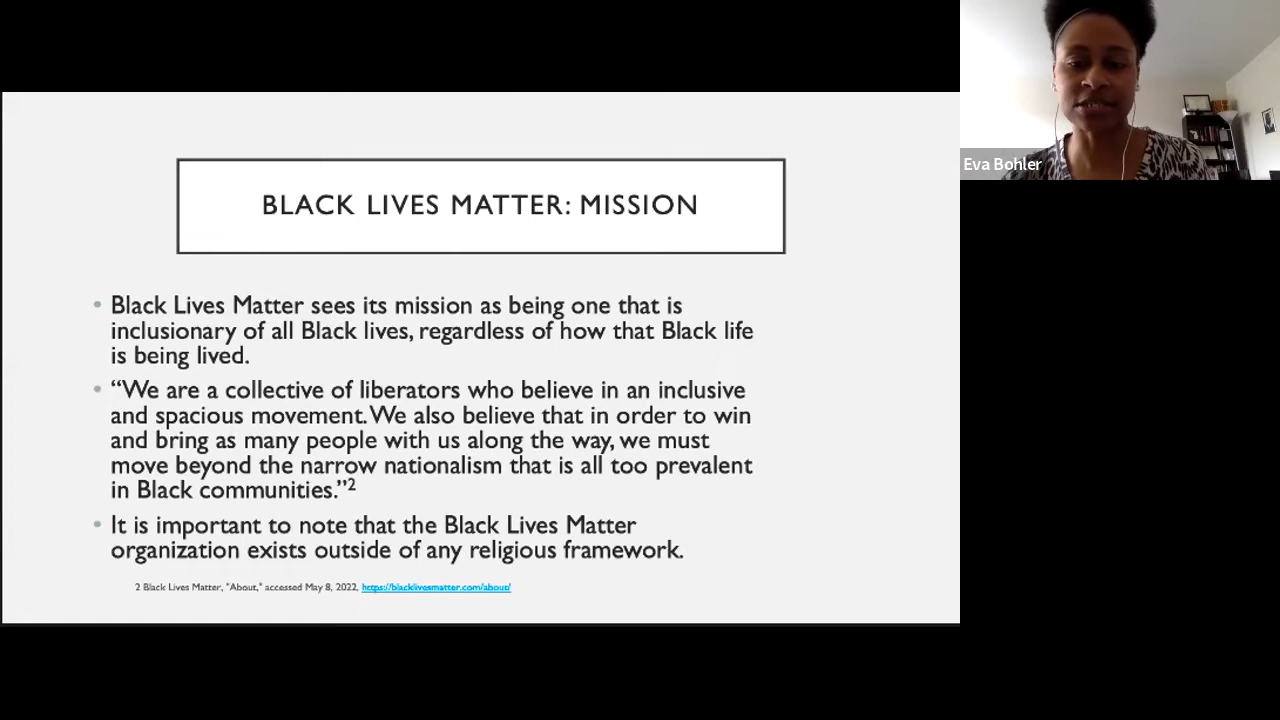 BLACK LIVES MATTER: MISSION
• Black Lives Matter sees its mission as being one that is
inclusionary of all Black lives, regardless of how that Black life
is being lived.
• “We are a collective of liberators who believe in an inclusive
and spacious movement. We also believe that in order to win
and bring as many people with us along the way, we must
move beyond the narrow nationalism that is all too prevalent
in Black communities.”2
• It is important to note that the Black Lives Matter
organization exists outside of any religious framework.
2 Black Lives Matter, "About," accessed May 8, 2022, https://blacklivesmatter.com/about/
Eva Bohler